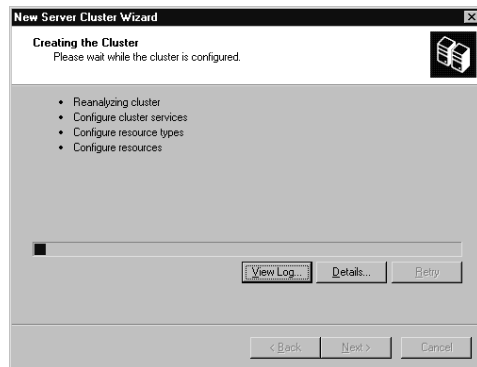 New Server Cluster Wizard
Creating the Cluster
Please wait while the cluster is configured.
• Reanalyzing cluster
• Configure cluster services
• Configure resource types
• Configure resources
View Log... Details... Retry
< Back Next > Cancel